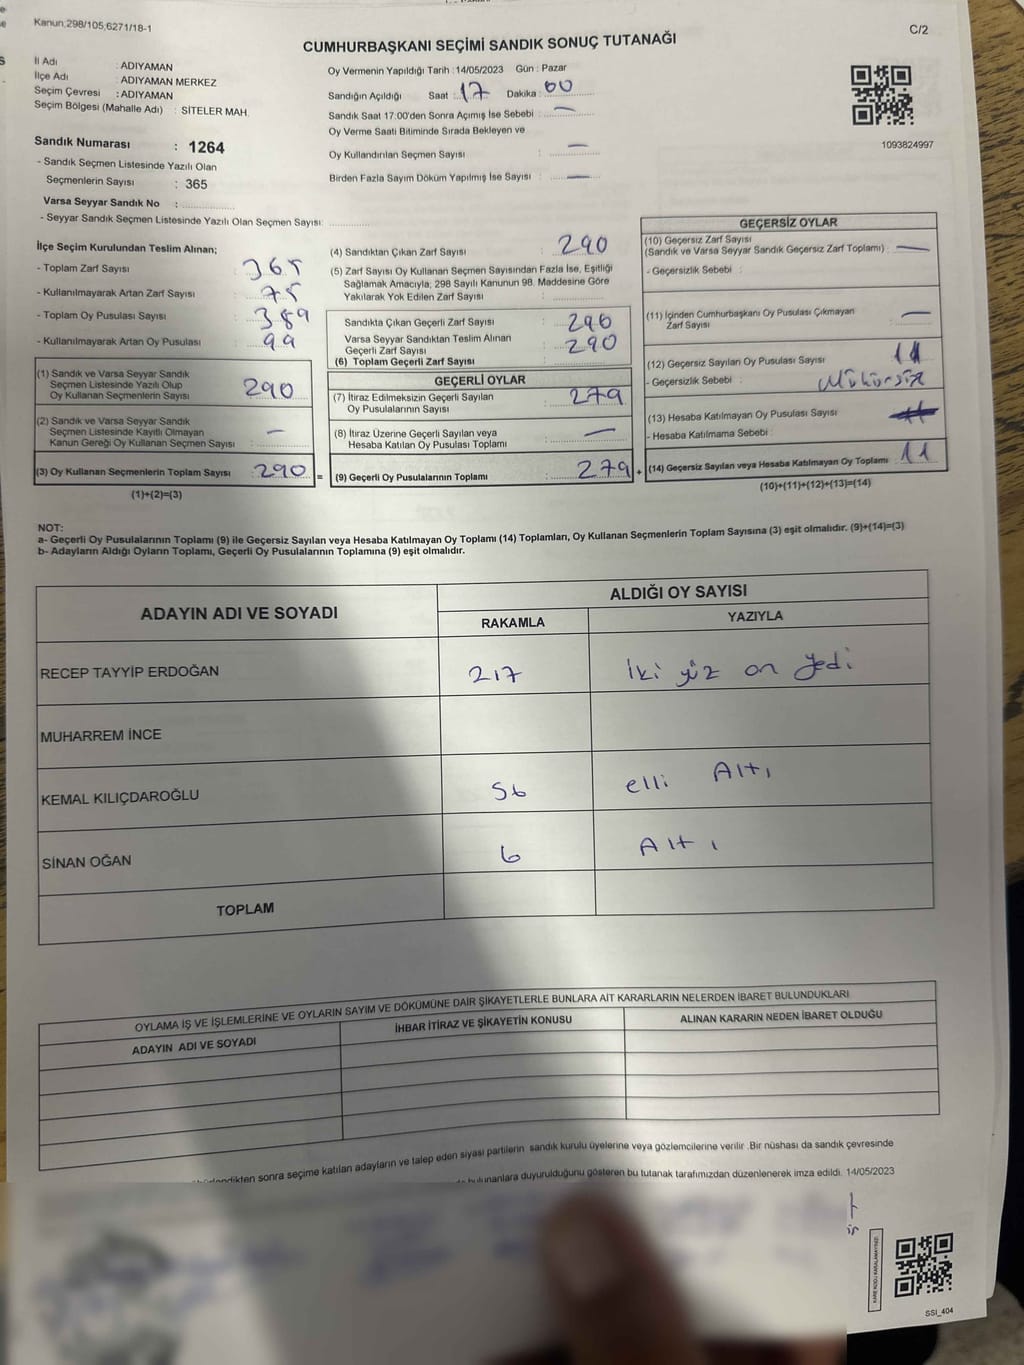 Kanun;298/105,6271/18-1
C/2
CUMHURBAŞKANI SEÇİMİ SANDIK SONUÇ TUTANAĞI
İl Adı : ADIYAMAN
İlçe Adı : ADIYAMAN MERKEZ
Seçim Çevresi : ADIYAMAN
Seçim Bölgesi (Mahalle Adı) : SİTELER MAH.
Sandık Numarası : 1264
- Sandık Seçmen Listesinde Yazılı Olan
Seçmenlerin Sayısı : 365
Varsa Seyyar Sandık No :
- Seyyar Sandık Seçmen Listesinde Yazılı Olan Seçmen Sayısı:
Oy Vermenin Yapıldığı Tarih :14/05/2023 Gün : Pazar
Sandığın Açıldığı Saat : 17 Dakika : 00
Sandık Saat 17:00'den Sonra Açımış İse Sebebi : —
Oy Verme Saati Bitiminde Sırada Bekleyen ve
Oy Kullandırılan Seçmen Sayısı : —
Birden Fazla Sayım Döküm Yapılmış İse Sayısı : —
1093824997
İlçe Seçim Kurulundan Teslim Alınan;
- Toplam Zarf Sayısı : 365
- Kullanılmayarak Artan Zarf Sayısı : 75
- Toplam Oy Pusulası Sayısı : 389
- Kullanılmayarak Artan Oy Pusulası : 99
(1) Sandık ve Varsa Seyyar Sandık
Seçmen Listesinde Yazılı Olup
Oy Kullanan Seçmenlerin Sayısı : 290
(2) Sandık ve Varsa Seyyar Sandık
Seçmen Listesinde Kayıtlı Olmayan
Kanun Gereği Oy Kullanan Seçmen Sayısı : —
(3) Oy Kullanan Seçmenlerin Toplam Sayısı : 290 =
(1)+(2)=(3)
(4) Sandıktan Çıkan Zarf Sayısı : 290
(5) Zarf Sayısı Oy Kullanan Seçmen Sayısından Fazla İse, Eşitliği
Sağlamak Amacıyla; 298 Sayılı Kanunun 98. Maddesine Göre
Yakılarak Yok Edilen Zarf Sayısı :
Sandıkta Çıkan Geçerli Zarf Sayısı : 290
Varsa Seyyar Sandıktan Teslim Alınan
Geçerli Zarf Sayısı : 290
(6) Toplam Geçerli Zarf Sayısı :
GEÇERLİ OYLAR
(7) İtiraz Edilmeksizin Geçerli Sayılan
Oy Pusulalarının Sayısı : 279
(8) İtiraz Üzerine Geçerli Sayılan veya
Hesaba Katılan Oy Pusulası Toplamı : —
(9) Geçerli Oy Pusulalarının Toplamı : 279 +
GEÇERSİZ OYLAR
(10) Geçersiz Zarf Sayısı
(Sandık ve Varsa Seyyar Sandık Geçersiz Zarf Toplamı) : —
- Geçersizlik Sebebi :
(11) İçinden Cumhurbaşkanı Oy Pusulası Çıkmayan
Zarf Sayısı : —
(12) Geçersiz Sayılan Oy Pusulası Sayısı : 11
- Geçersizlik Sebebi : Mühürsüz
(13) Hesaba Katılmayan Oy Pusulası Sayısı :
- Hesaba Katılmama Sebebi :
(14) Geçersiz Sayılan veya Hesaba Katılmayan Oy Toplamı : 11
(10)+(11)+(12)+(13)=(14)
NOT:
a- Geçerli Oy Pusulalarının Toplamı (9) ile Geçersiz Sayılan veya Hesaba Katılmayan Oy Toplamı (14) Toplamları, Oy Kullanan Seçmenlerin Toplam Sayısına (3) eşit olmalıdır. (9)+(14)=(3)
b- Adayların Aldığı Oyların Toplamı, Geçerli Oy Pusulalarının Toplamına (9) eşit olmalıdır.
ADAYIN ADI VE SOYADI
ALDIĞI OY SAYISI
RAKAMLA YAZIYLA
RECEP TAYYİP ERDOĞAN 217 İki yüz on yedi
MUHARREM İNCE
KEMAL KILIÇDAROĞLU 56 elli Altı
SİNAN OĞAN 6 Altı
TOPLAM
OYLAMA İŞ VE İŞLEMLERİNE VE OYLARIN SAYIM VE DÖKÜMÜNE DAİR ŞİKAYETLERLE BUNLARA AİT KARARLARIN NELERDEN İBARET BULUNDUKLARI
ADAYIN ADI VE SOYADI İHBAR İTİRAZ VE ŞİKAYETİN KONUSU ALINAN KARARIN NEDEN İBARET OLDUĞU
sonra seçime katılan adayların ve talep eden siyasi partilerin sandık kurulu üyelerine veya gözlemcilerine verilir .Bir nüshası da sandık çevresinde
bulunanlara duyurulduğunu gösteren bu tutanak tarafımızdan düzenlenerek imza edildi. 14/05/2023
KARE KODU KARALAMAYINIZ!
SSI_404